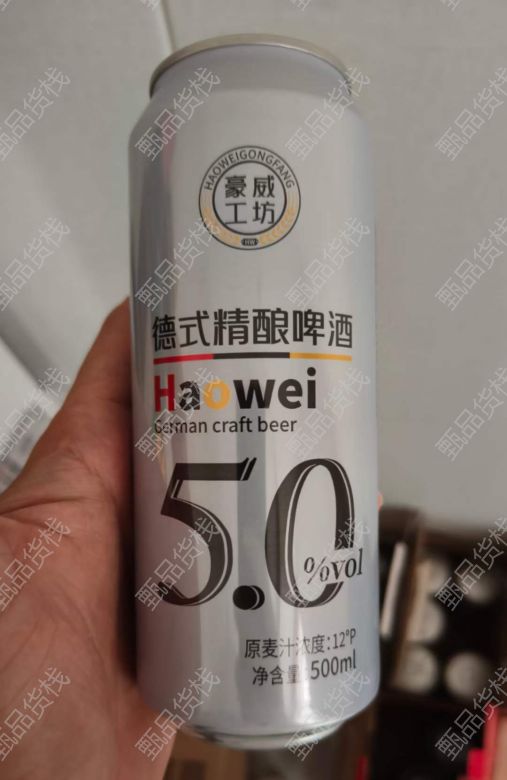 HAOWEIGONGFANG
豪威
工坊
HW
德式精酿啤酒
Haowei
German craft beer
5.0
%vol
原麦汁浓度:12°P
净含量:500ml
甄品货栈